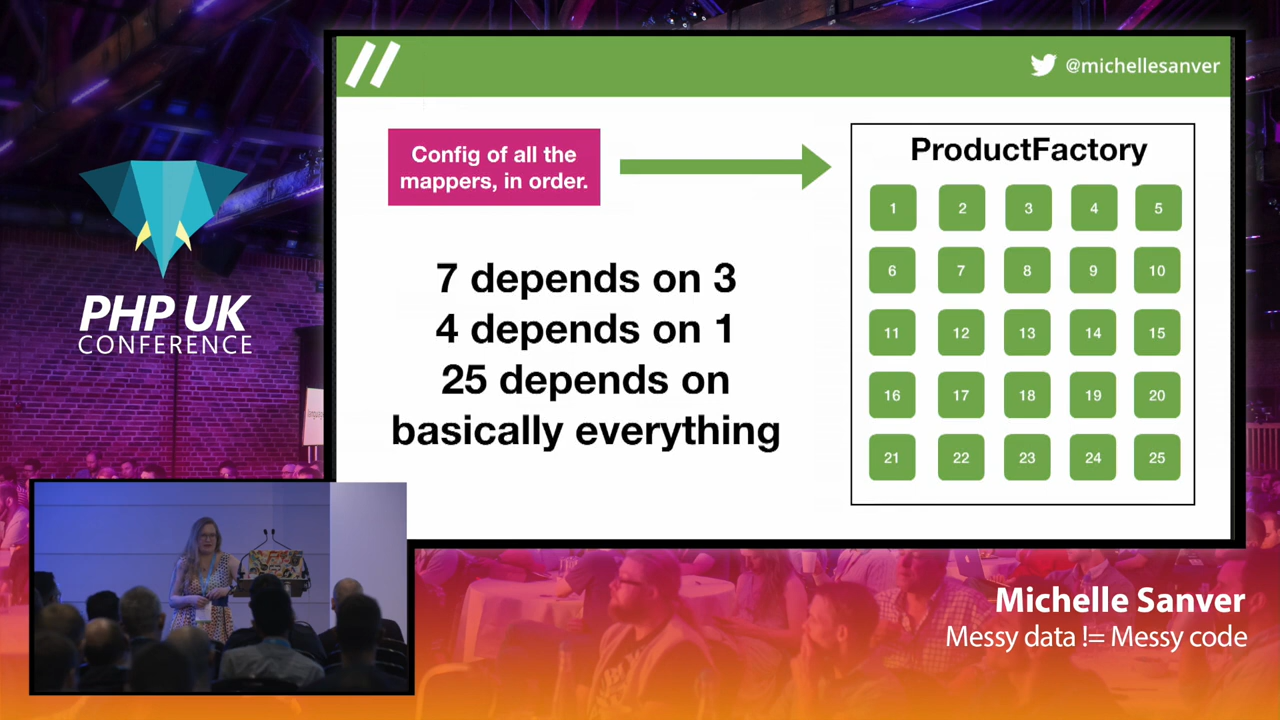 //
@michellesanver
Config of all the
mappers, in order.
ProductFactory
1 2 3 4 5
6 7 8 9 10
11 12 13 14 15
16 17 18 19 20
21 22 23 24 25
7 depends on 3
4 depends on 1
25 depends on
basically everything
PHP UK
CONFERENCE
Michelle Sanver
Messy data != Messy code